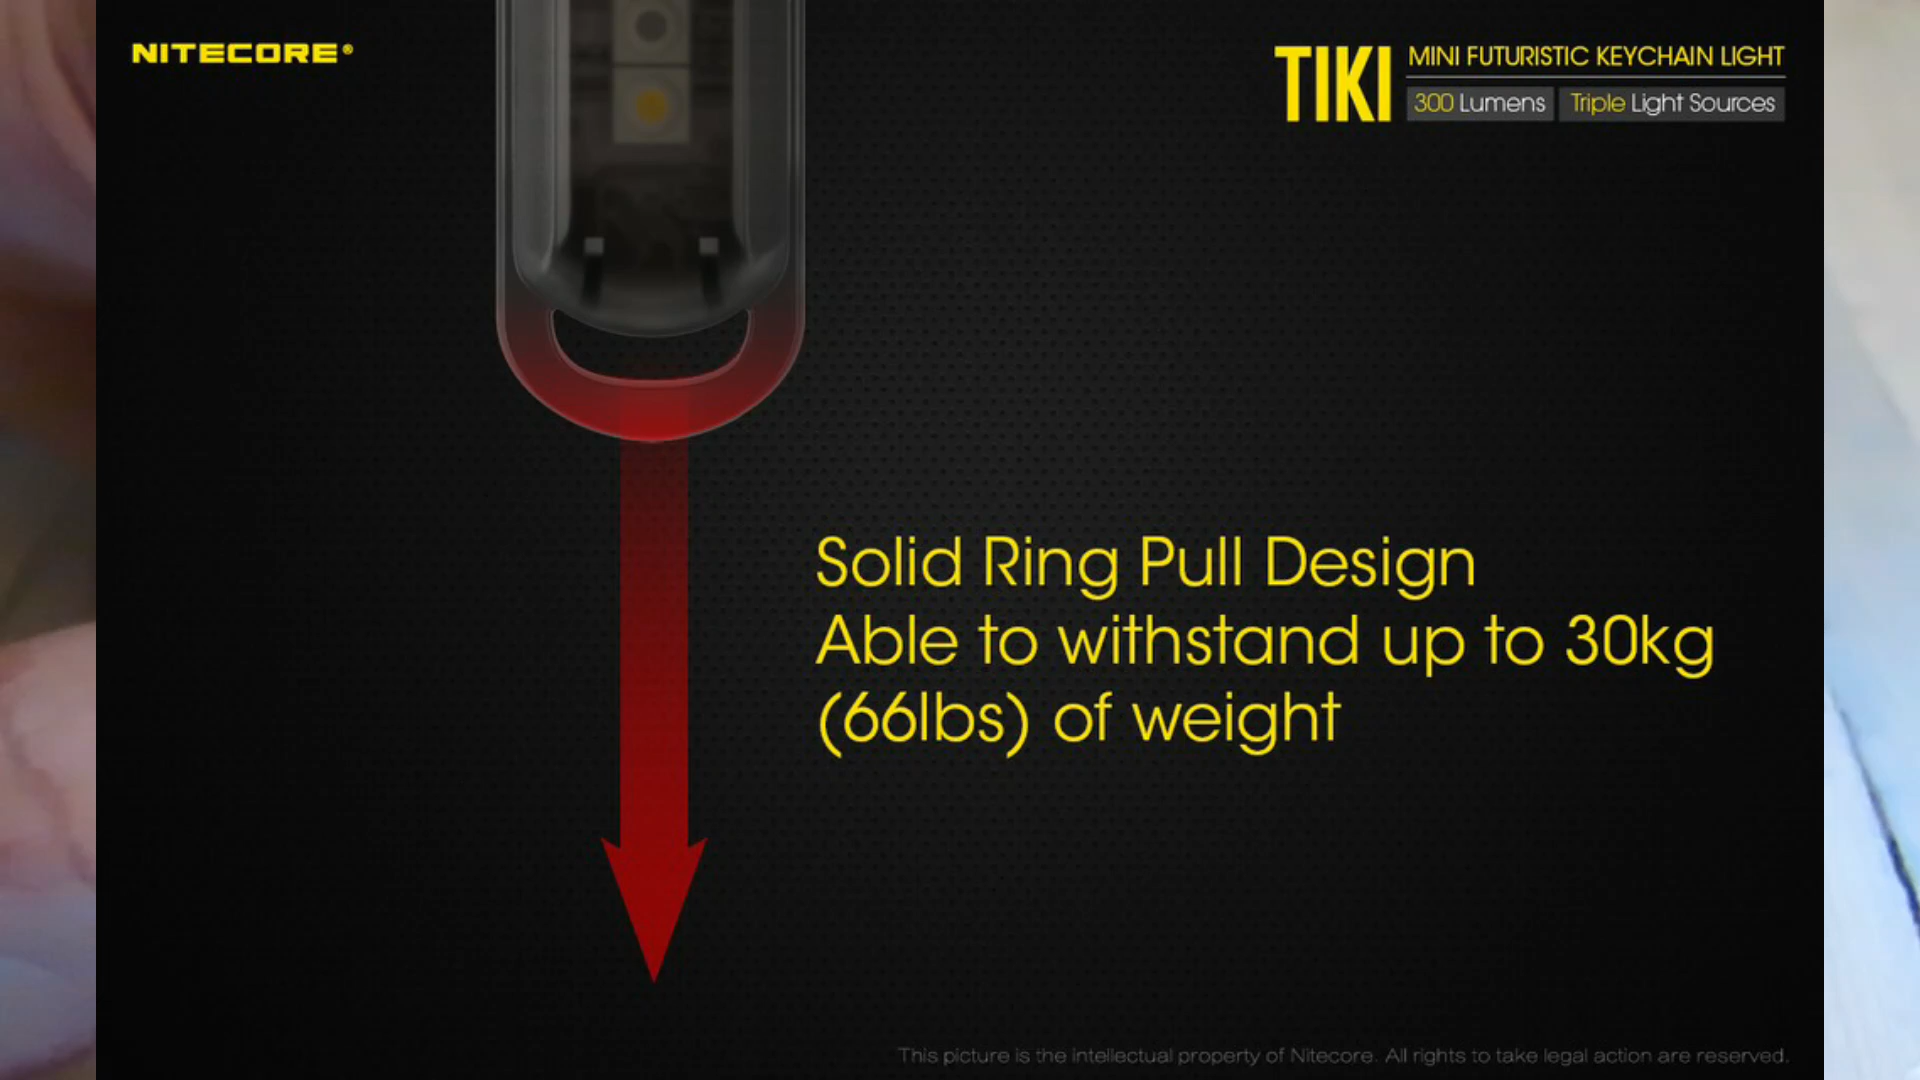 NITECORE®
TIKI
MINI FUTURISTIC KEYCHAIN LIGHT
300 Lumens Triple Light Sources
Solid Ring Pull Design
Able to withstand up to 30kg
(66lbs) of weight
This picture is the intellectual property of Nitecore. All rights to take legal action are reserved.